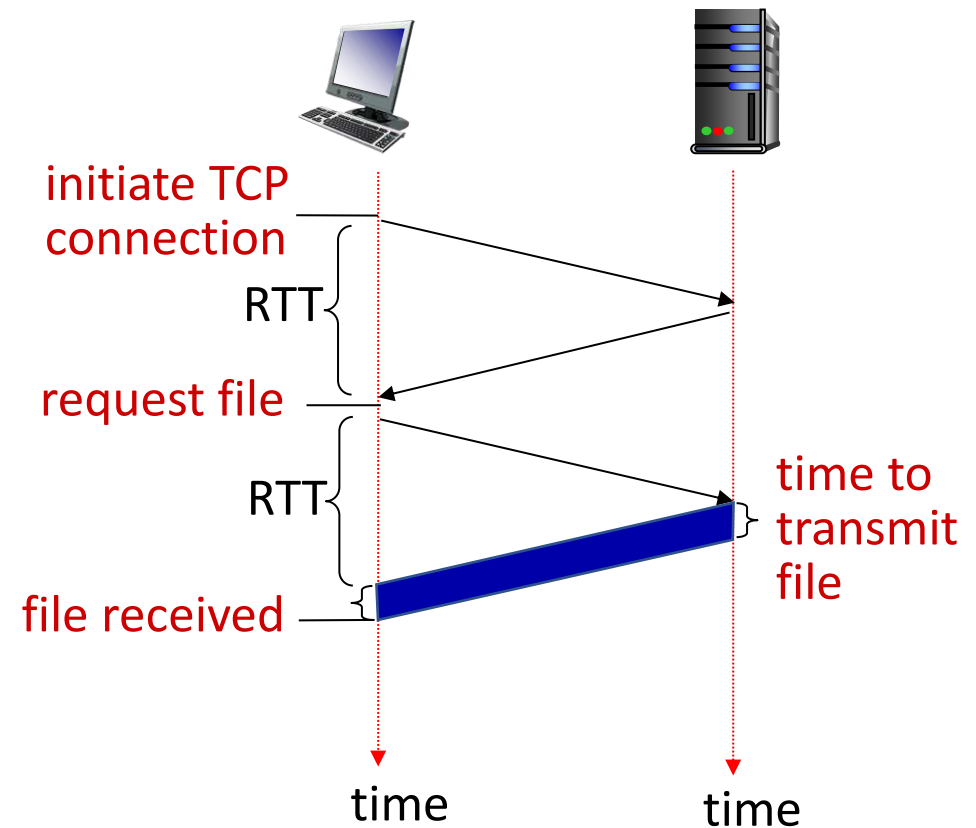 initiate TCP
connection
RTT
request file
RTT
time to
transmit
file
file received
time
time